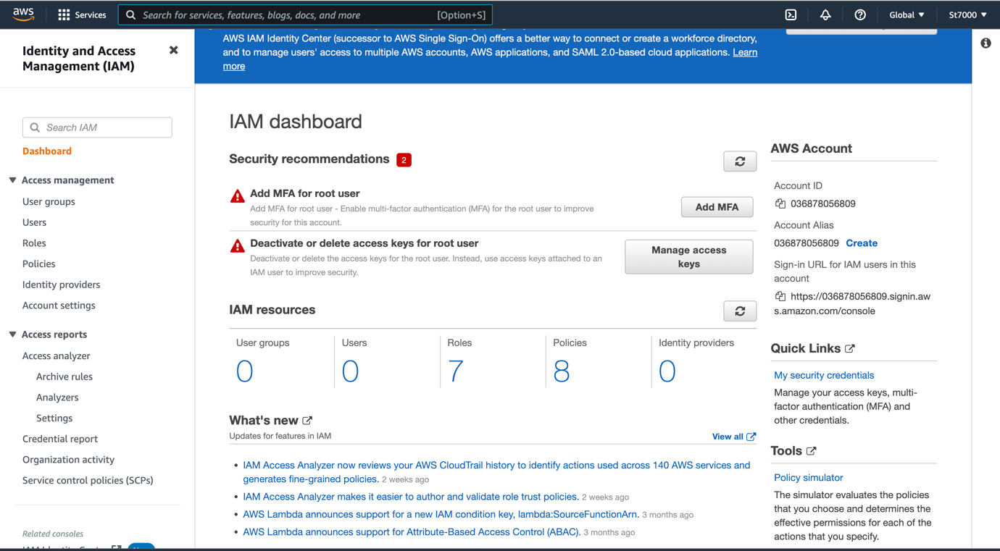 aws
Services
Search for services, features, blogs, docs, and more
[Option+S]
Global
St7000
Identity and Access
Management (IAM)
Search IAM
Dashboard
Access management
User groups
Users
Roles
Policies
Identity providers
Account settings
Access reports
Access analyzer
Archive rules
Analyzers
Settings
Credential report
Organization activity
Service control policies (SCPs)
Related consoles
AWS IAM Identity Center (successor to AWS Single Sign-On) offers a better way to connect or create a workforce directory,
and to manage users' access to multiple AWS accounts, AWS applications, and SAML 2.0-based cloud applications. Learn
more
IAM dashboard
Security recommendations 2
Add MFA for root user
Add MFA for root user - Enable multi-factor authentication (MFA) for the root user to improve
security for this account.
Add MFA
Deactivate or delete access keys for root user
Deactivate or delete the access keys for the root user. Instead, use access keys attached to an
IAM user to improve security.
Manage access
keys
IAM resources
User groups
0
Users
0
Roles
7
Policies
8
Identity providers
0
What's new
Updates for features in IAM
View all
• IAM Access Analyzer now reviews your AWS CloudTrail history to identify actions used across 140 AWS services and
generates fine-grained policies. 2 weeks ago
• IAM Access Analyzer makes it easier to author and validate role trust policies. 2 weeks ago
• AWS Lambda announces support for a new IAM condition key, lambda:SourceFunctionArn. 3 months ago
• AWS Lambda announces support for Attribute-Based Access Control (ABAC). 3 months ago
AWS Account
Account ID
036878056809
Account Alias
036878056809 Create
Sign-in URL for IAM users in this
account
https://036878056809.signin.aw
s.amazon.com/console
Quick Links
My security credentials
Manage your access keys, multi-
factor authentication (MFA) and
other credentials.
Tools
Policy simulator
The simulator evaluates the policies
that you choose and determines the
effective permissions for each of the
actions that you specify.